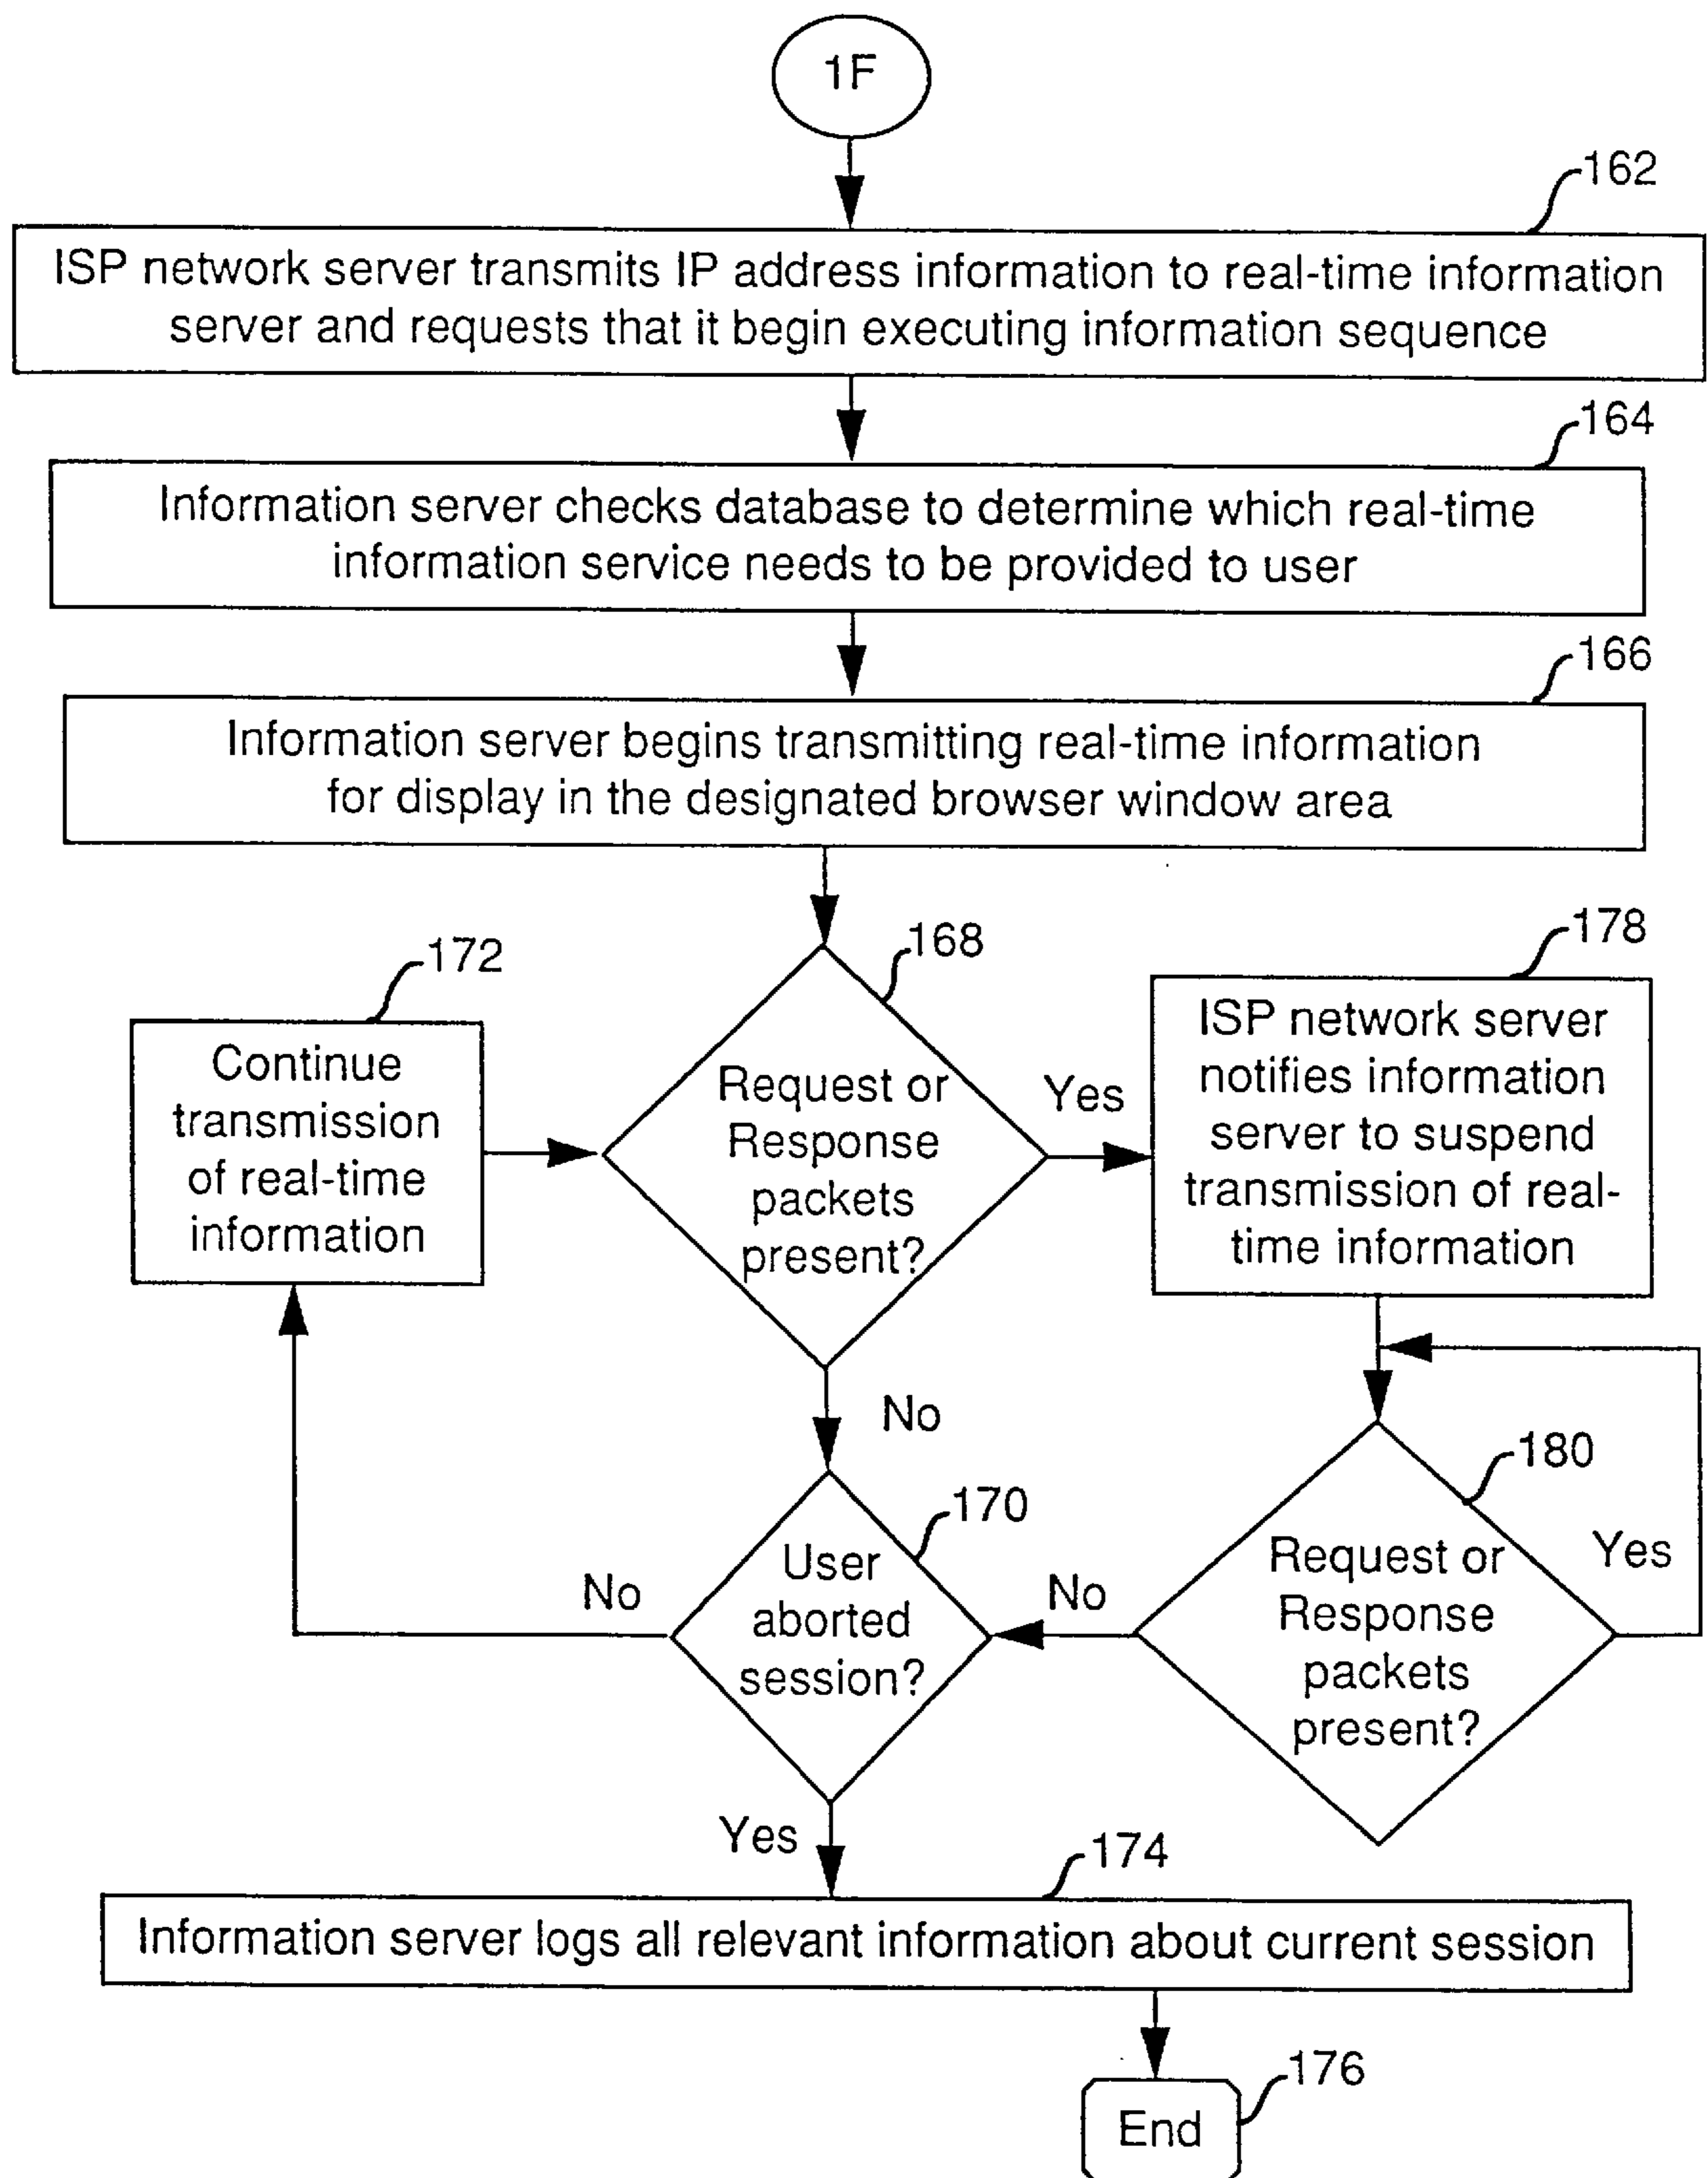 1F
162
ISP network server transmits IP address information to real-time information
server and requests that it begin executing information sequence
164
Information server checks database to determine which real-time
information service needs to be provided to user
166
Information server begins transmitting real-time information
for display in the designated browser window area
168
Request or
Response
packets
present?
Yes
No
172
Continue
transmission
of real-time
information
178
ISP network server
notifies information
server to suspend
transmission of real-
time information
180
Request or
Response
packets
present?
Yes
No
170
User
aborted
session?
No
Yes
174
Information server logs all relevant information about current session
176
End